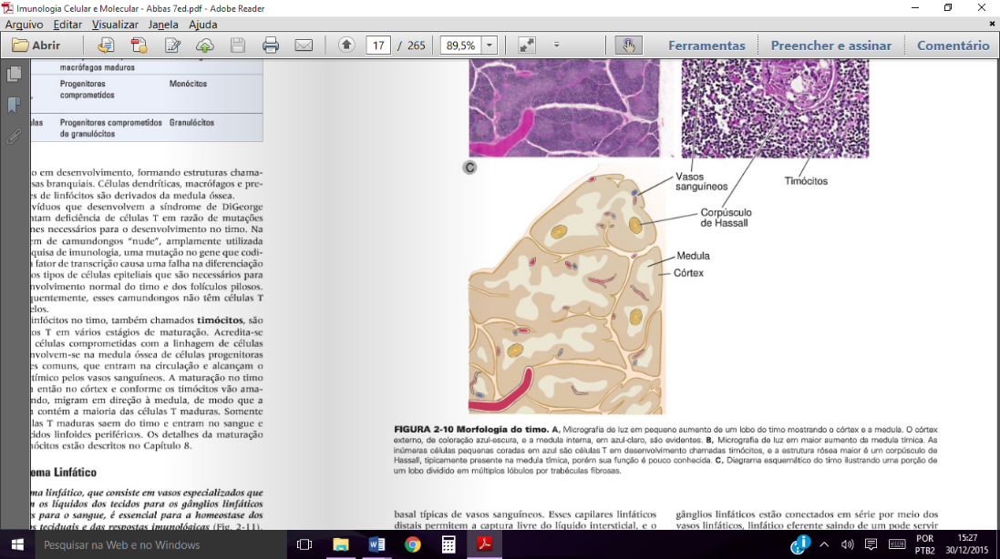 Imunologia Celular e Molecular - Abbas 7ed.pdf - Adobe Reader
Arquivo Editar Visualizar Janela Ajuda
Abrir 17 / 265 89,5% Ferramentas Preencher e assinar Comentário
macrófagos maduros
Progenitores Monócitos
comprometidos
ulas Progenitores comprometidos Granulócitos
de granulócitos
o em desenvolvimento, formando estruturas chama-
sas branquiais. Células dendríticas, macrófagos e pre-
es de linfócitos são derivados da medula óssea.
víduos que desenvolvem a síndrome de DiGeorge
ntam deficiência de células T em razão de mutações
nes necessários para o desenvolvimento no timo. Na
em de camundongos “nude”, amplamente utilizada
quisa de imunologia, uma mutação no gene que codi-
fator de transcrição causa uma falha na diferenciação
os tipos de células epiteliais que são necessários para
nvolvimento normal do timo e dos folículos pilosos.
quentemente, esses camundongos não têm células T
elos.
infócitos no timo, também chamados timócitos, são
os T em vários estágios de maturação. Acredita-se
células comprometidas com a linhagem de células
nvolvem-se na medula óssea de células progenitoras
es comuns, que entram na circulação e alcançam o
tímico pelos vasos sanguíneos. A maturação no timo
então no córtex e conforme os timócitos vão ama-
ndo, migram em direção à medula, de modo que a
contém a maioria das células T maduras. Somente
las T maduras saem do timo e entram no sangue e
cidos linfoides periféricos. Os detalhes da maturação
nócitos estão descritos no Capítulo 8.
ema Linfático
ma linfático, que consiste em vasos especializados que
m os líquidos dos tecidos para os gânglios linfáticos
s para o sangue, é essencial para a homeostase dos
s teciduais e das respostas imunológicas (Fig. 2-11).
C
Vasos
sanguíneos
Timócitos
Corpúsculo
de Hassall
Medula
Córtex
FIGURA 2-10 Morfologia do timo. A, Micrografia de luz em pequeno aumento de um lobo do timo mostrando o córtex e a medula. O córtex
externo, de coloração azul-escura, e a medula interna, em azul-claro, são evidentes. B, Micrografia de luz em maior aumento da medula tímica. As
inúmeras células pequenas coradas em azul são células T em desenvolvimento chamadas timócitos, e a estrutura rósea maior é um corpúsculo de
Hassall, tipicamente presente na medula tímica, porém sua função é pouco conhecida. C, Diagrama esquemático do timo ilustrando uma porção de
um lobo dividido em múltiplos lóbulos por trabéculas fibrosas.
basal típicas de vasos sanguíneos. Esses capilares linfáticos
distais permitem a captura livre do líquido intersticial, e o
gânglios linfáticos estão conectados em série por meio dos
vasos linfáticos, linfático eferente saindo de um pode servir
Pesquisar na Web e no Windows
POR
PTB2
15:27
30/12/2015